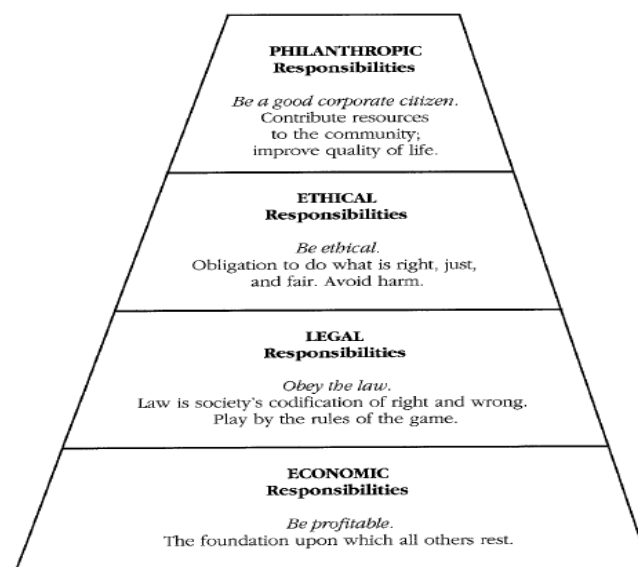 PHILANTHROPIC
Responsibilities
Be a good corporate citizen.
Contribute resources
to the community;
improve quality of life.
ETHICAL
Responsibilities
Be ethical.
Obligation to do what is right, just,
and fair. Avoid harm.
LEGAL
Responsibilities
Obey the law.
Law is society's codification of right and wrong.
Play by the rules of the game.
ECONOMIC
Responsibilities
Be profitable.
The foundation upon which all others rest.